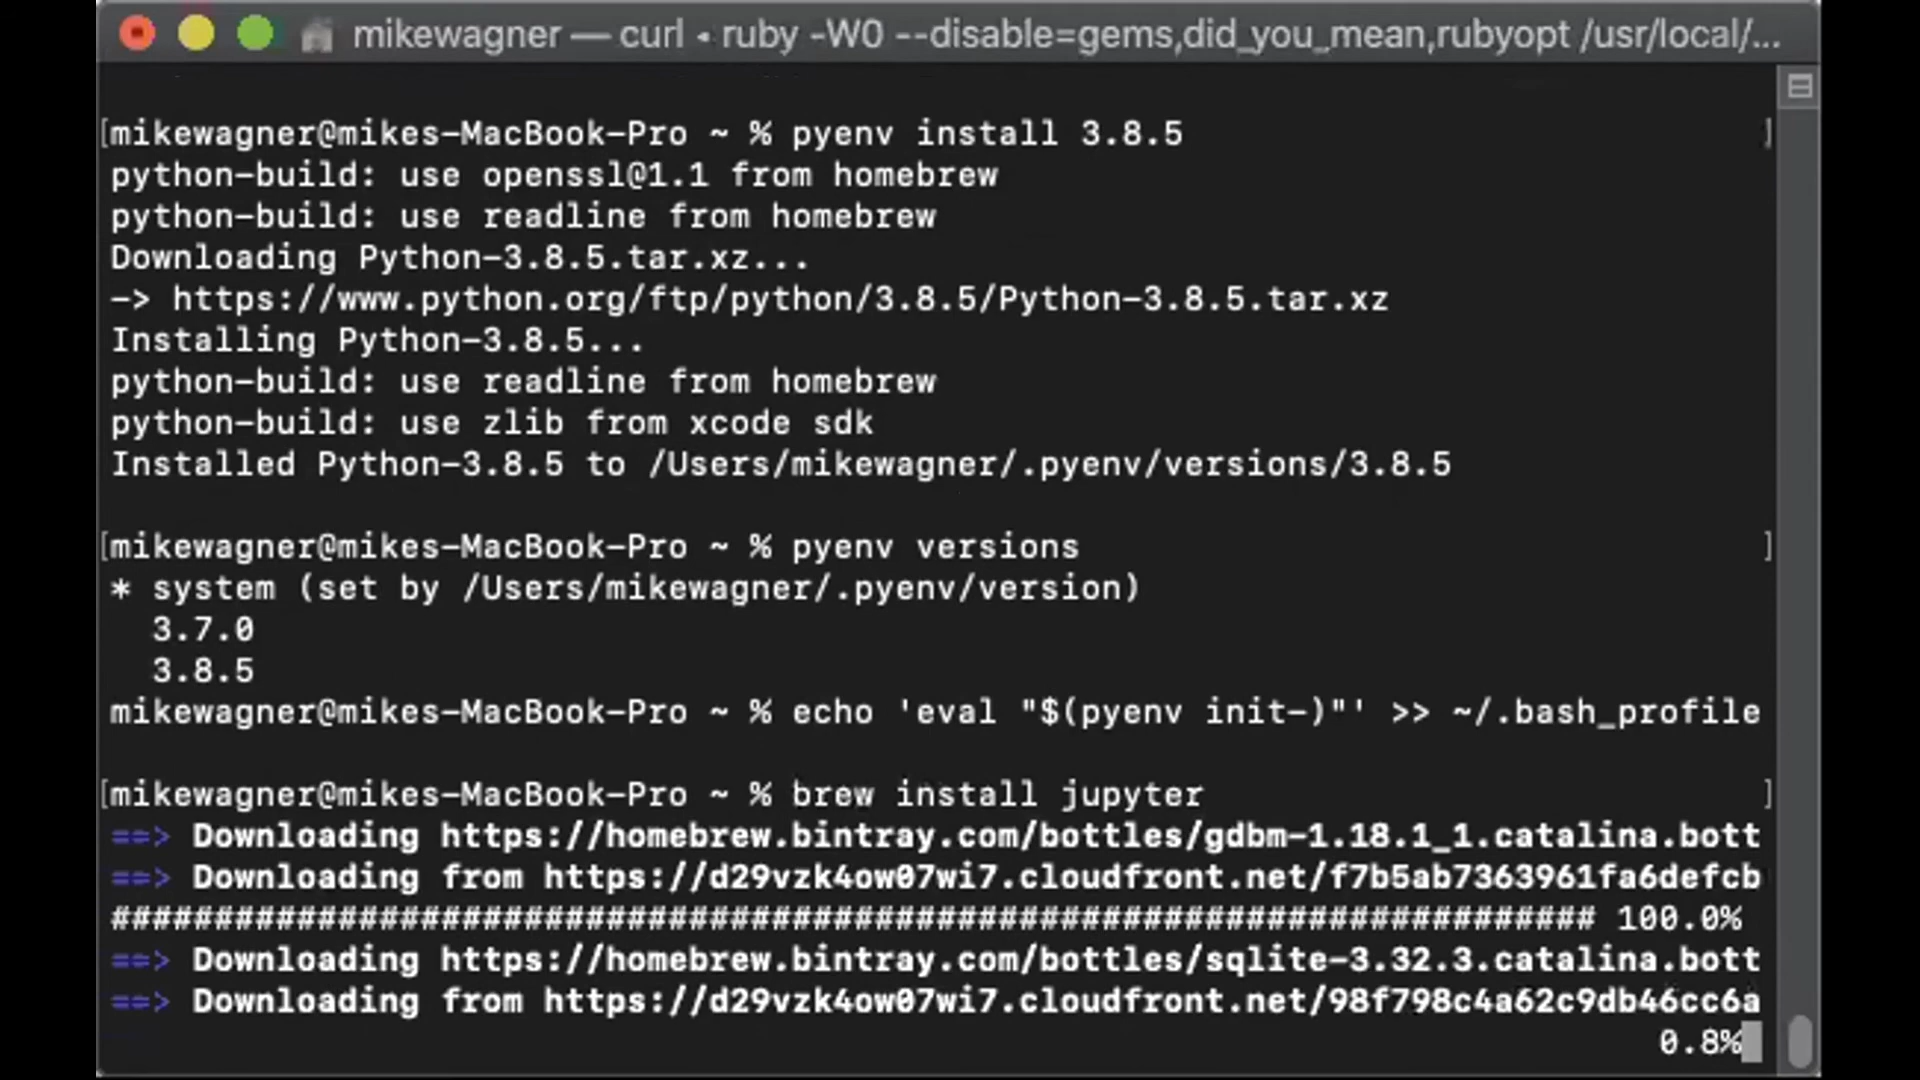 mikewagner — curl ◂ ruby -W0 --disable=gems,did_you_mean,rubyopt /usr/local/...
[mikewagner@mikes-MacBook-Pro ~ % pyenv install 3.8.5 ]
python-build: use openssl@1.1 from homebrew
python-build: use readline from homebrew
Downloading Python-3.8.5.tar.xz...
-> https://www.python.org/ftp/python/3.8.5/Python-3.8.5.tar.xz
Installing Python-3.8.5...
python-build: use readline from homebrew
python-build: use zlib from xcode sdk
Installed Python-3.8.5 to /Users/mikewagner/.pyenv/versions/3.8.5
[mikewagner@mikes-MacBook-Pro ~ % pyenv versions ]
* system (set by /Users/mikewagner/.pyenv/version)
3.7.0
3.8.5
mikewagner@mikes-MacBook-Pro ~ % echo 'eval "$(pyenv init-)"' >> ~/.bash_profile
[mikewagner@mikes-MacBook-Pro ~ % brew install jupyter ]
==> Downloading https://homebrew.bintray.com/bottles/gdbm-1.18.1_1.catalina.bott
==> Downloading from https://d29vzk4ow07wi7.cloudfront.net/f7b5ab7363961fa6defcb
######################################################################## 100.0%
==> Downloading https://homebrew.bintray.com/bottles/sqlite-3.32.3.catalina.bott
==> Downloading from https://d29vzk4ow07wi7.cloudfront.net/98f798c4a62c9db46cc6a
0.8%